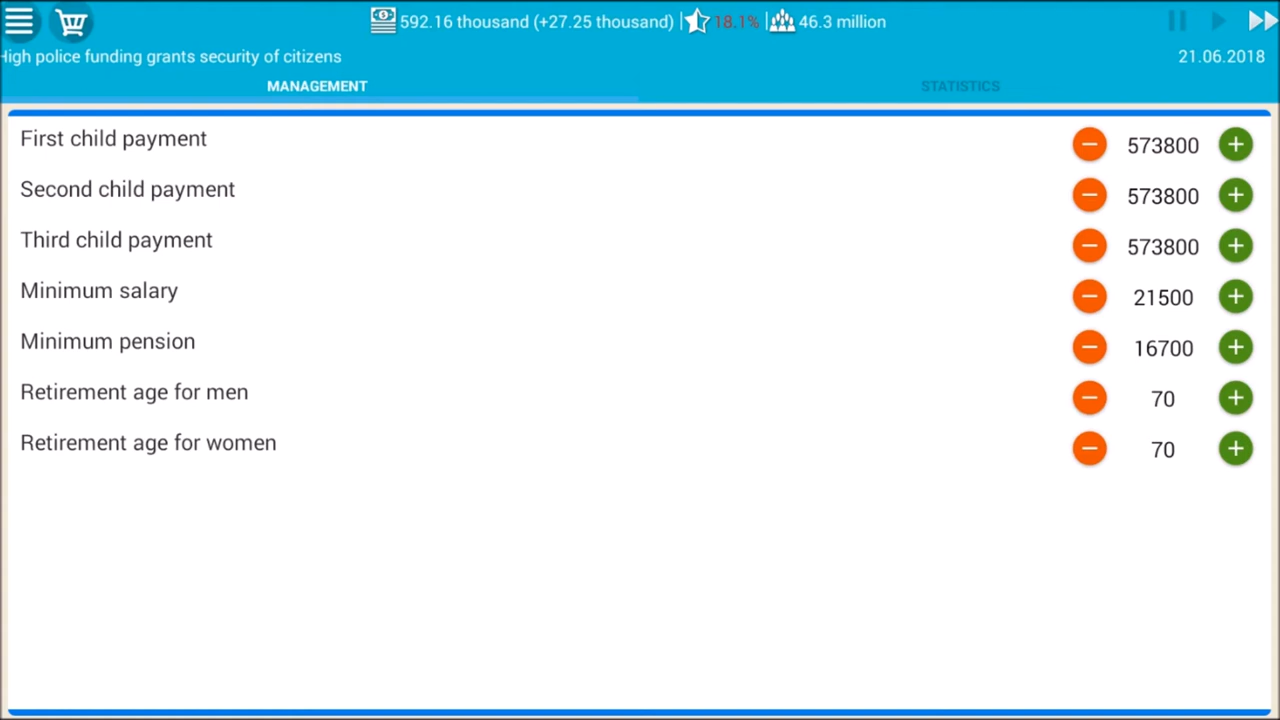 592.16 thousand (+27.25 thousand) | 18.1% | 46.3 million
High police funding grants security of citizens
21.06.2018
MANAGEMENT
STATISTICS
First child payment 573800
Second child payment 573800
Third child payment 573800
Minimum salary 21500
Minimum pension 16700
Retirement age for men 70
Retirement age for women 70